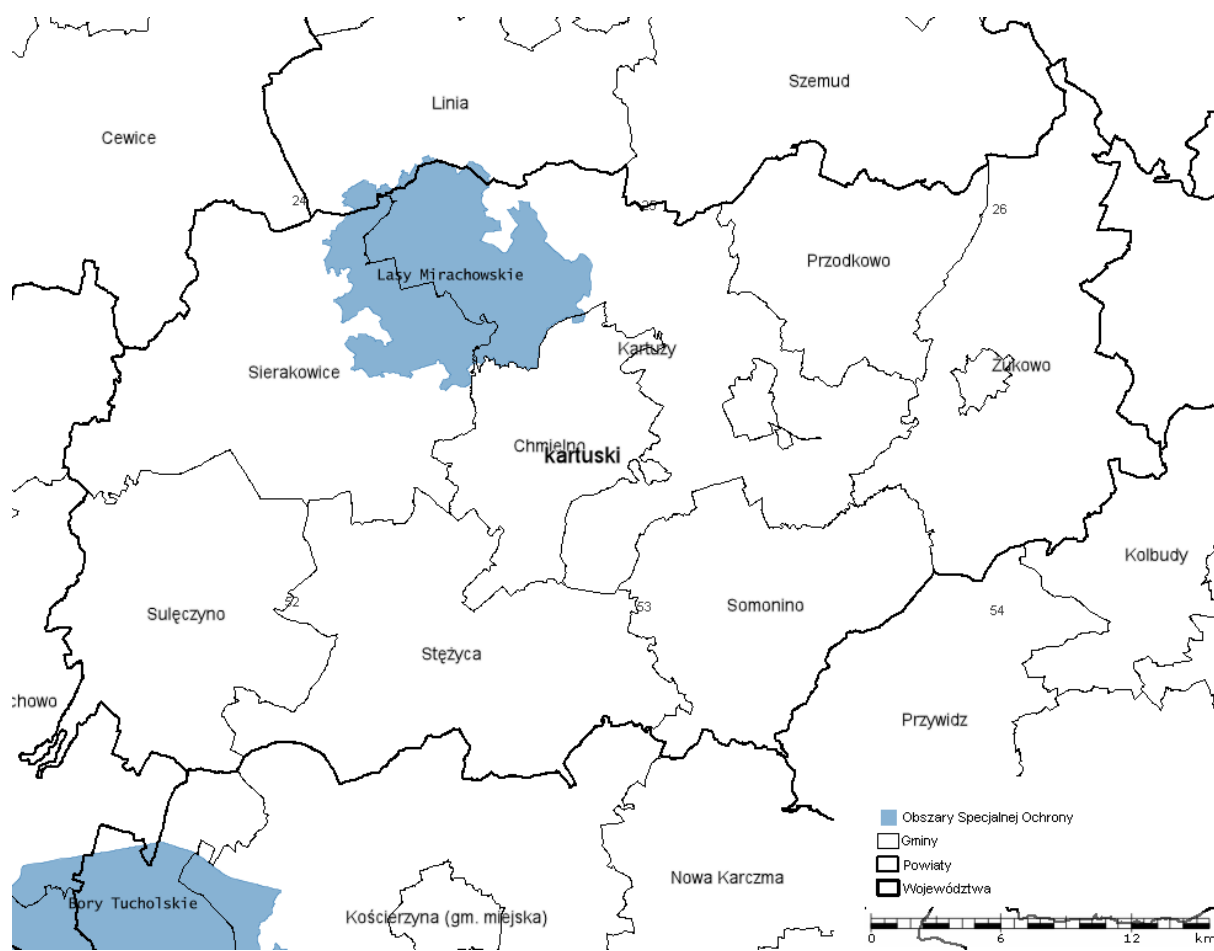 Szemud
Linia
Cewice
24
25
26
Przodkowo
Lasy Mirachowskie
Kartuzy
Żukowo
Sierakowice
Chmielno
kartuski
Kolbudy
52
53
54
Sulęczyno
Somonino
Stężyca
chowo
Przywidz
Obszary Specjalnej Ochrony
Gminy
Powiaty
Województwa
Nowa Karczma
Bory Tucholskie
Kościerzyna (gm. miejska)
0 6 12 km